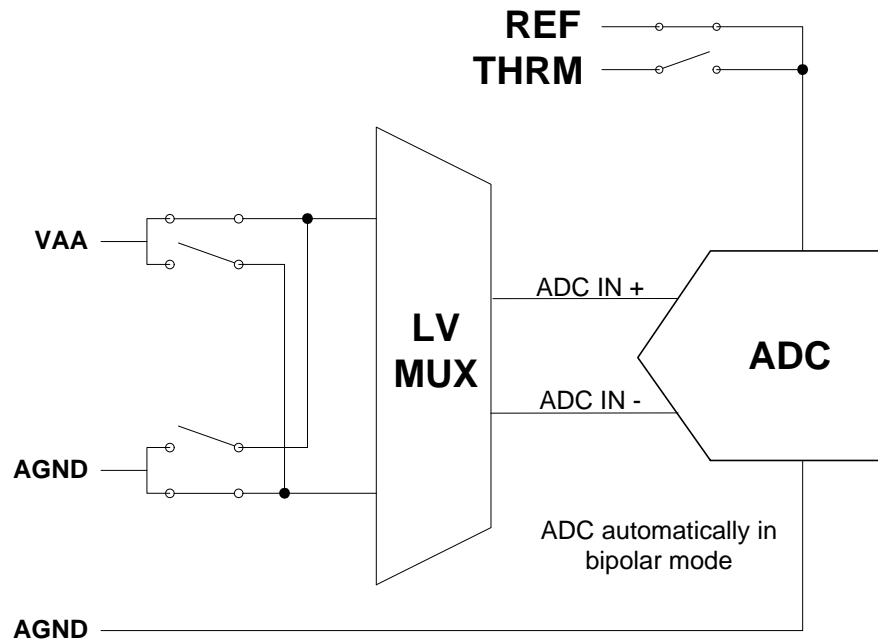 REF
THRM
VAA
ADC IN +
LV
MUX
ADC
ADC IN -
AGND
ADC automatically in
bipolar mode
AGND